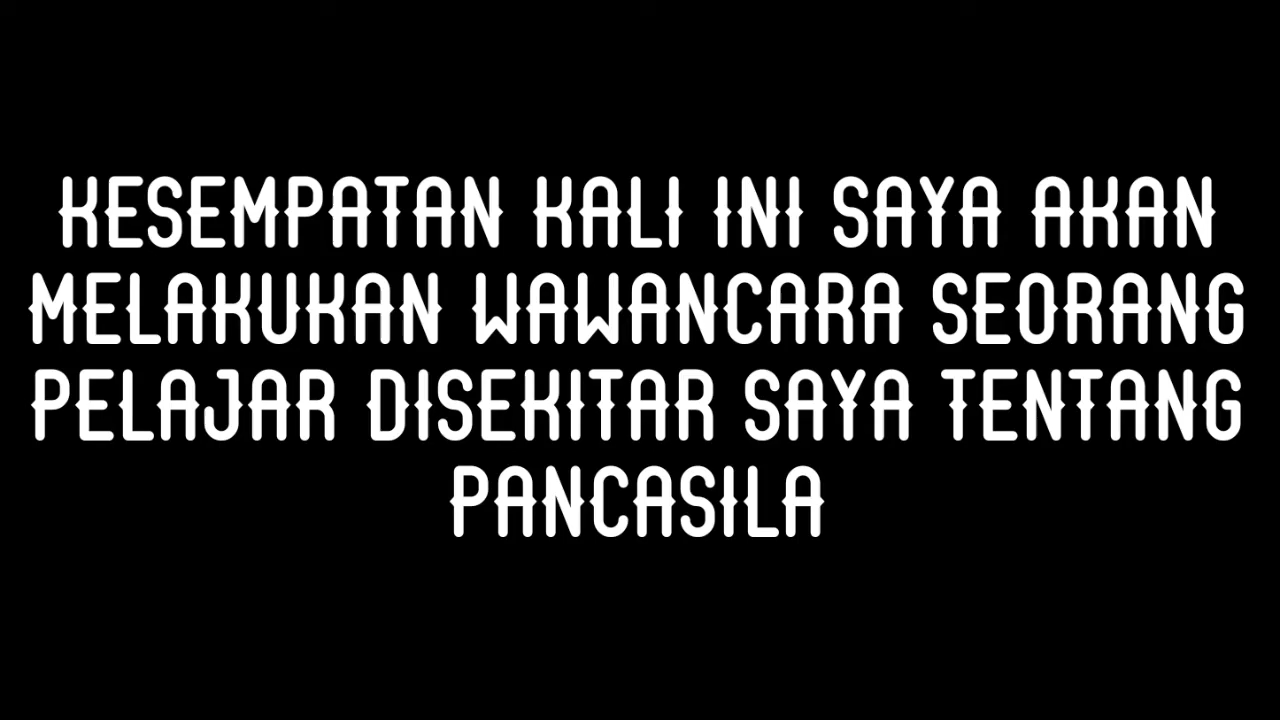 KESEMPATAN KALI INI SAYA AKAN
MELAKUKAN WAWANCARA SEORANG
PELAJAR DISEKITAR SAYA TENTANG
PANCASILA